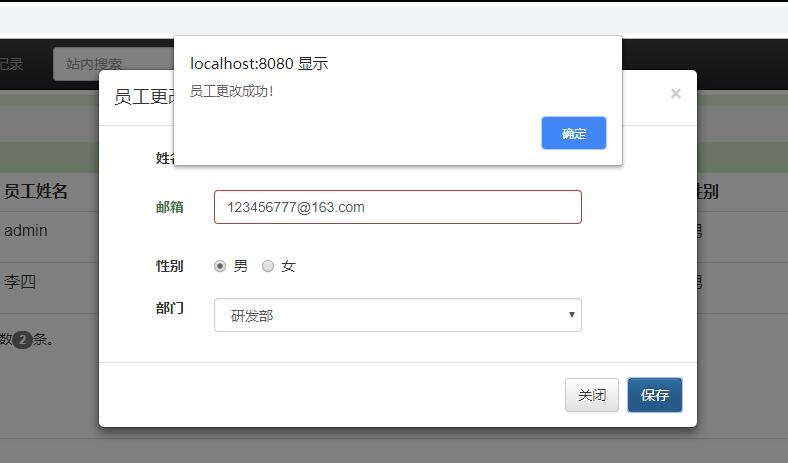 记录
站内搜索
localhost:8080 显示
员工更改成功!
确定
员工更改
×
姓名
邮箱
123456777@163.com
性别
男
女
部门
研发部
关闭
保存
员工姓名
性别
admin
男
李四
男
数2条。